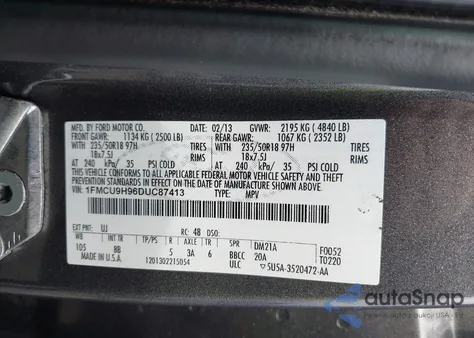 MFD. BY FORD MOTOR CO.
DATE: 02/13 GVWR: 2195 KG ( 4840 LB)
FRONT GAWR: 1134 KG ( 2500 LB) REAR GAWR: 1067 KG ( 2352 LB)
WITH 235/50R18 97H TIRES WITH 235/50R18 97H TIRES
18x7.5J RIMS 18x7.5J RIMS
AT 240 kPa/ 35 PSI COLD AT 240 kPa/ 35 PSI COLD
THIS VEHICLE CONFORMS TO ALL APPLICABLE FEDERAL MOTOR VEHICLE SAFETY, BUMPER AND THEFT
PREVENTION STANDARDS IN EFFECT ON THE DATE OF MANUFACTURE SHOWN ABOVE.
VIN: 1FMCU9H96DUC87413
TYPE: MPV
EXT PNT: UJ RC: 48 DSO:
WB INT TR TP/PS R AXLE TR SPR DM21A F0052
105 8B 5 3A 6 BBCC 20A T0220
MADE IN U.S.A. 1201302215054 ULC 5U5A-3520472-AA
autoSnap